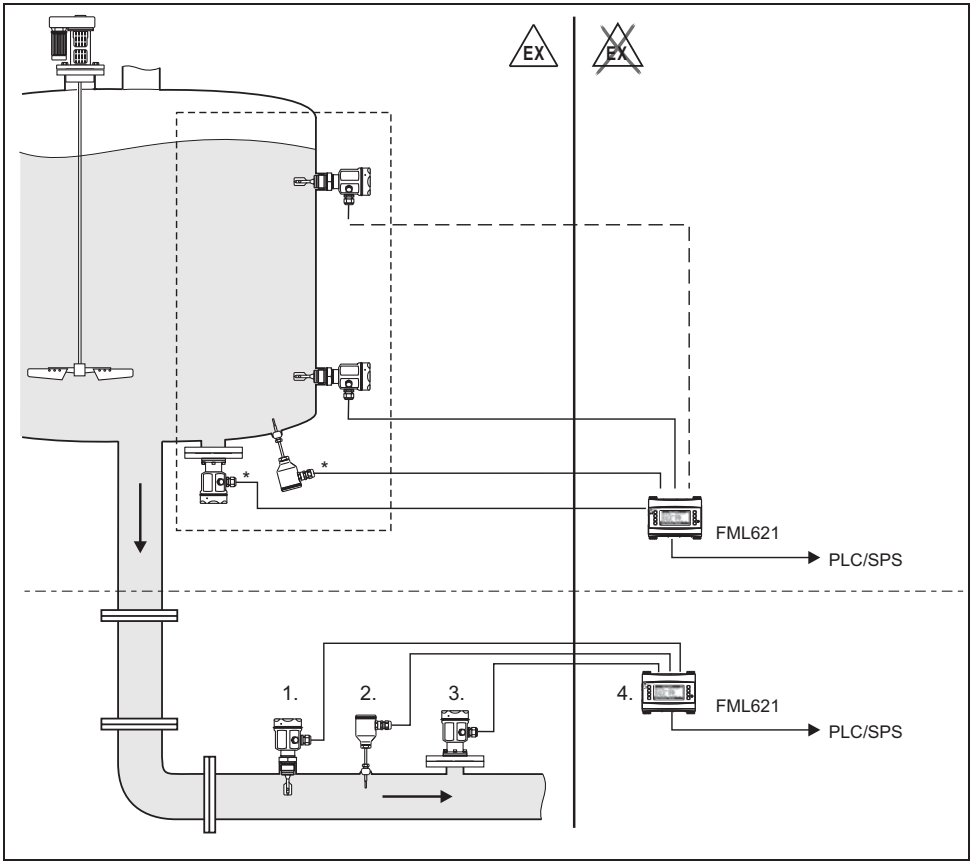 EX
EX
*
*
FML621
PLC/SPS
1.
2.
3.
4.
FML621
PLC/SPS